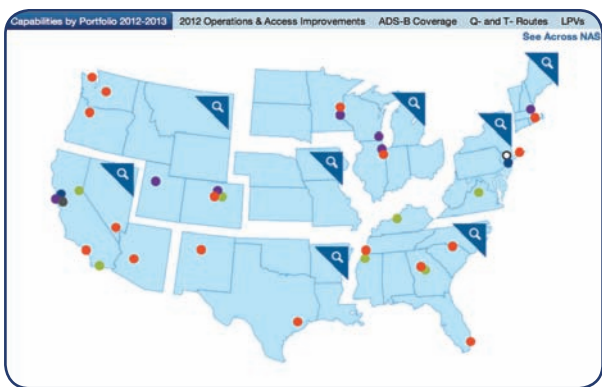 Capabilities by Portfolio 2012-2013 2012 Operations & Access Improvements ADS-B Coverage Q- and T- Routes LPVs
See Across NAS